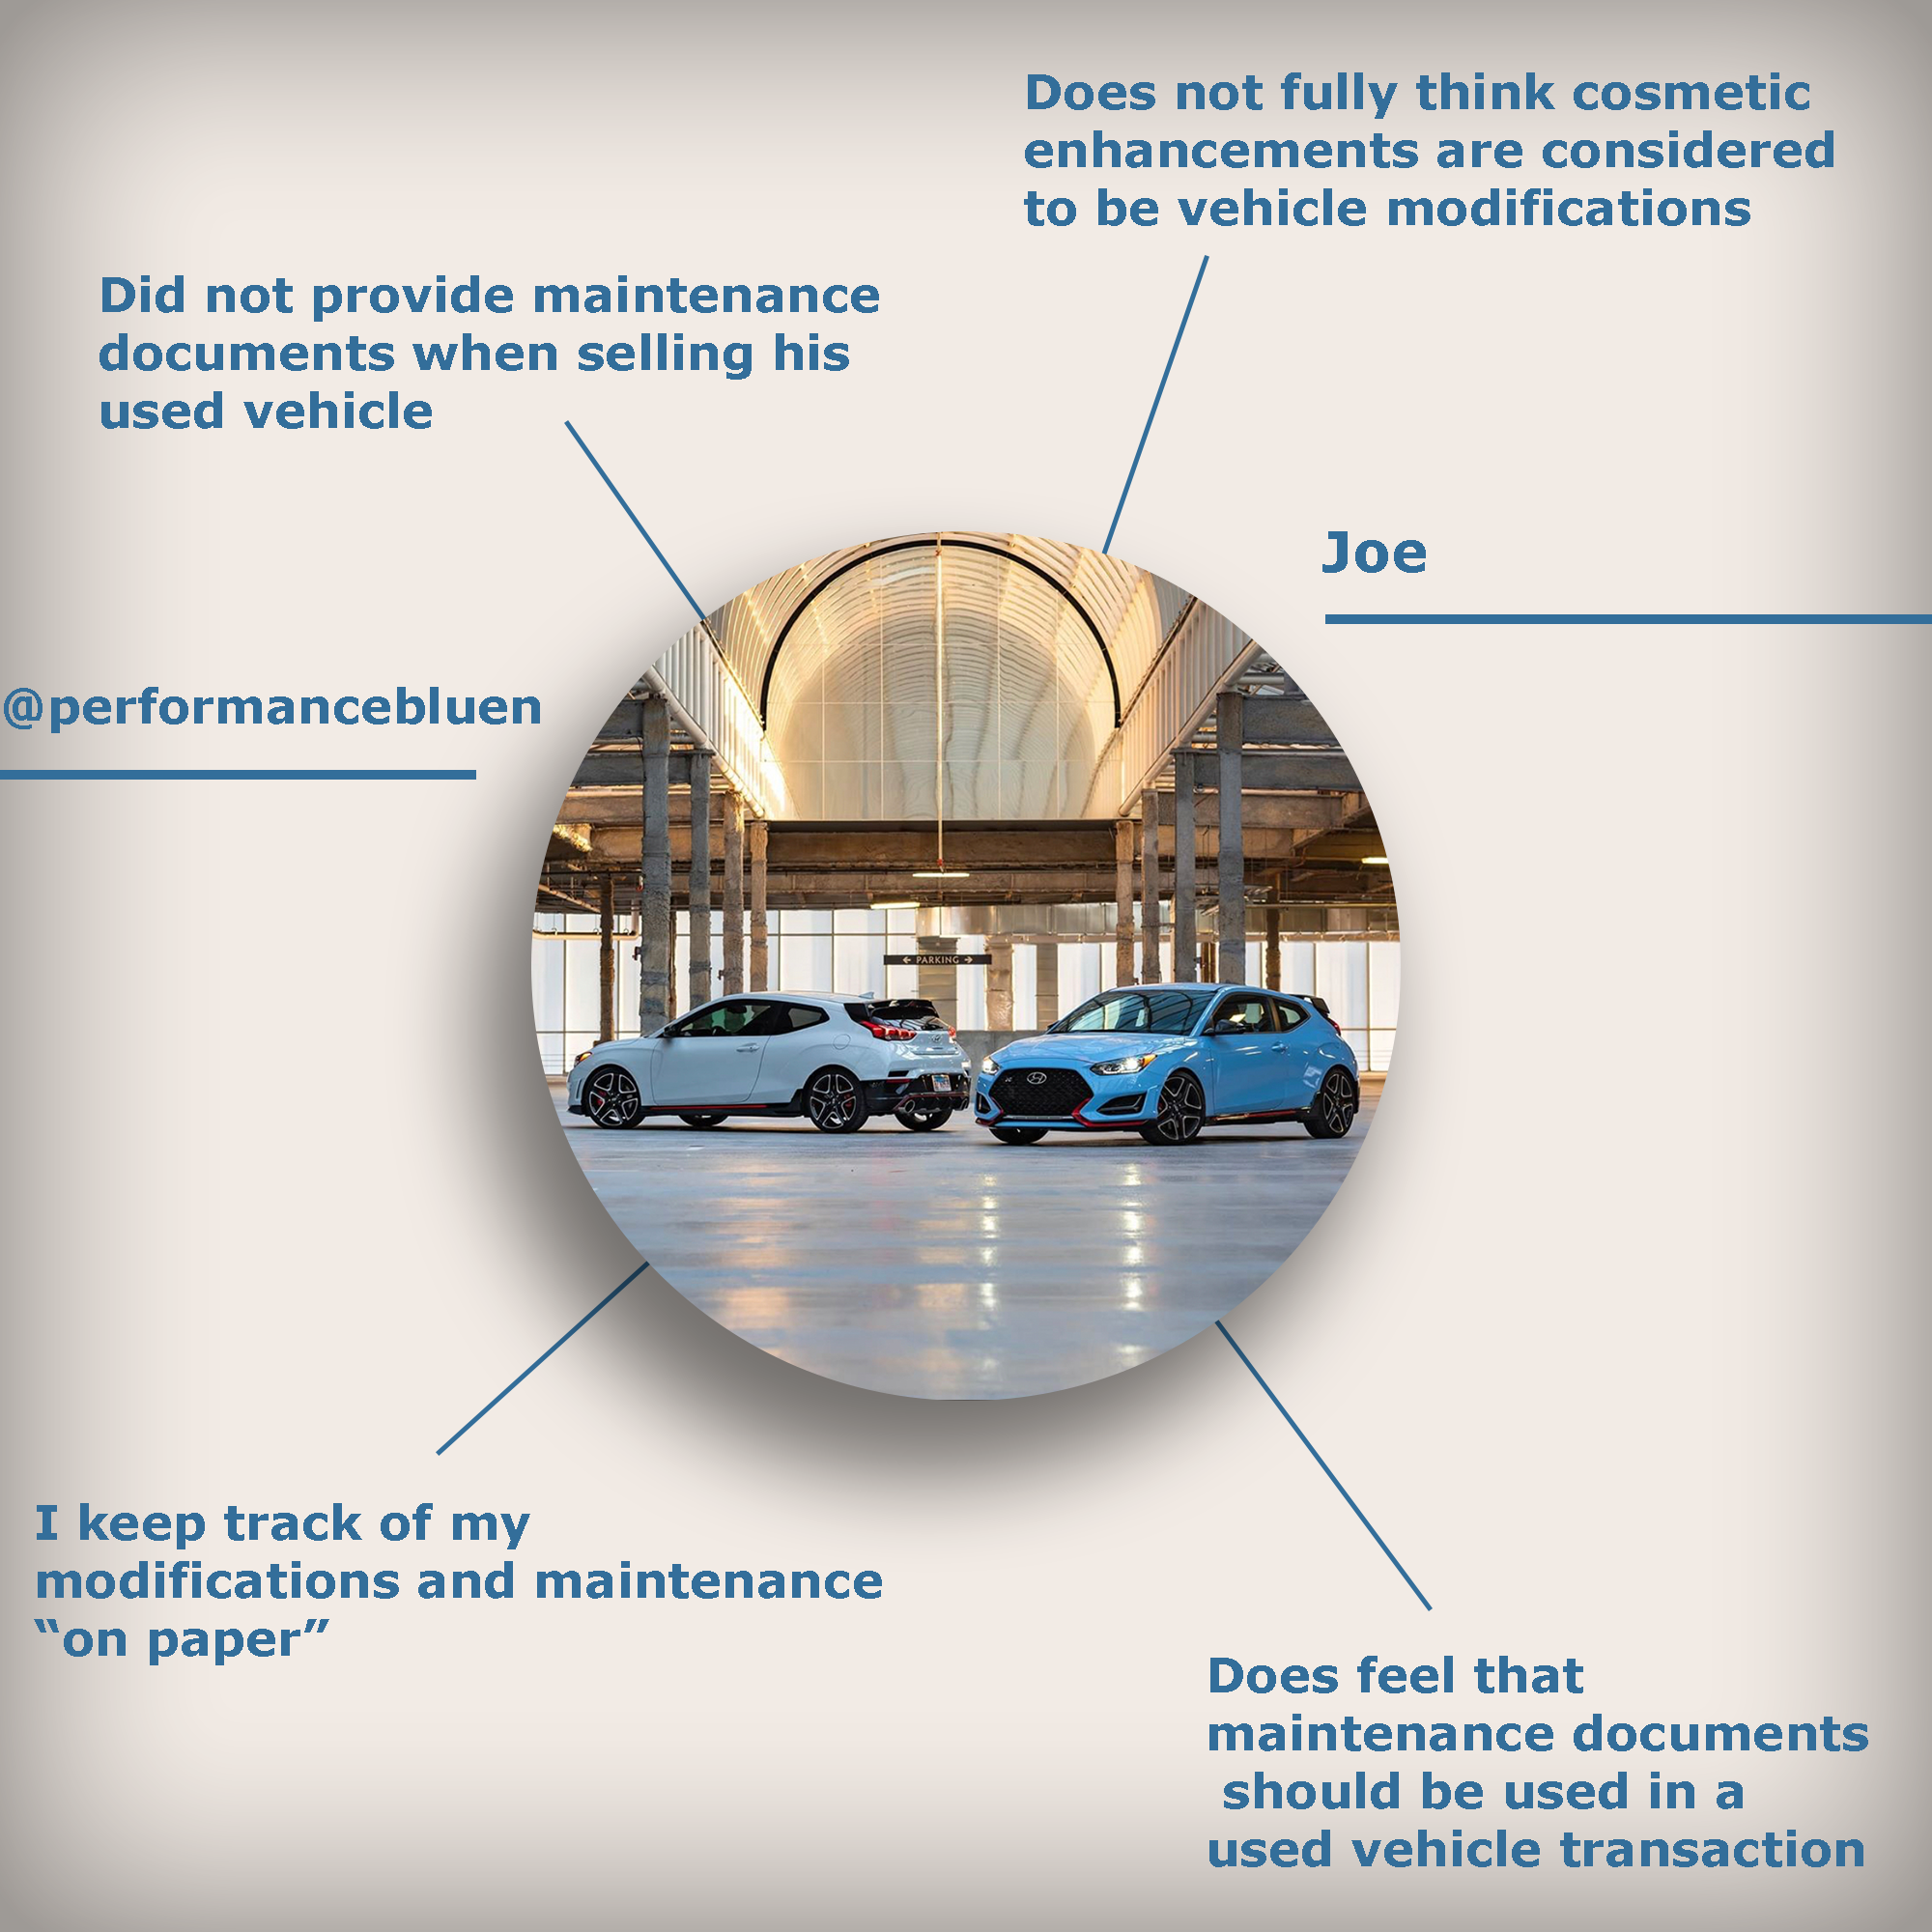 Does not fully think cosmetic
enhancements are considered
to be vehicle modifications
Did not provide maintenance
documents when selling his
used vehicle
Joe
@performancebluen
← PARKING →
I keep track of my
modifications and maintenance
“on paper”
Does feel that
maintenance documents
should be used in a
used vehicle transaction